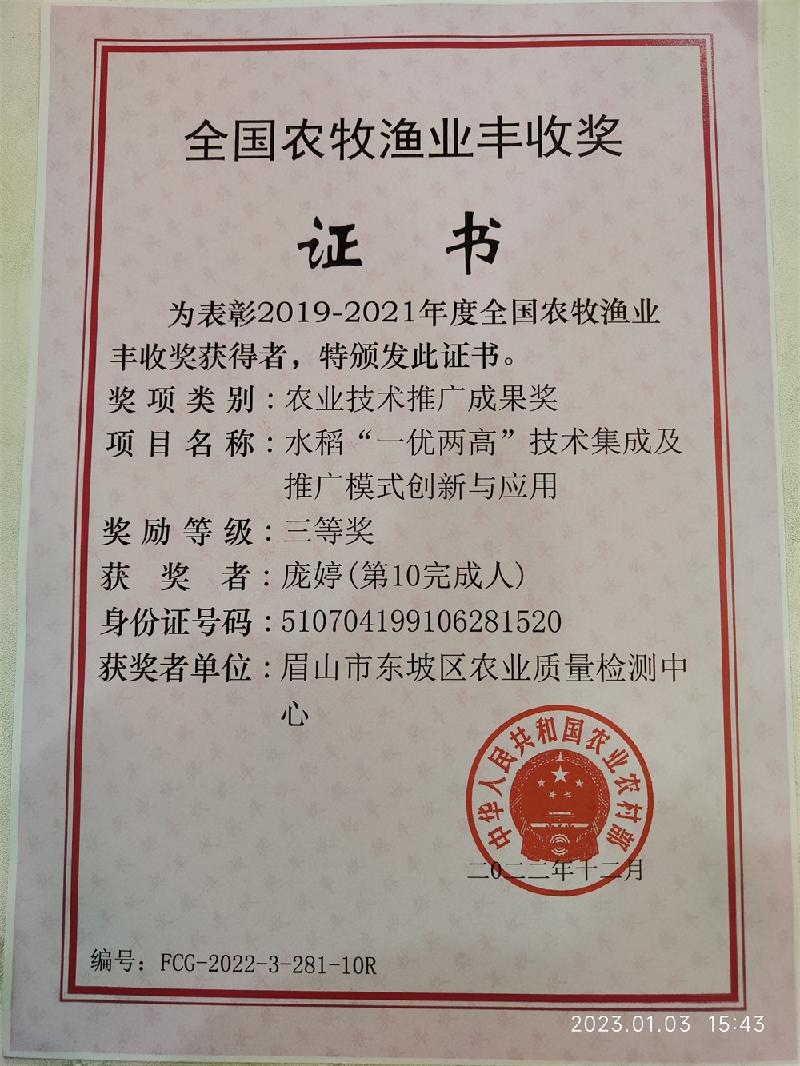 全国农牧渔业丰收奖
证 书
为表彰2019-2021年度全国农牧渔业
丰收奖获得者，特颁发此证书。
奖项类别：农业技术推广成果奖
项目名称：水稻“一优两高”技术集成及
推广模式创新与应用
奖励等级：三等奖
获奖者：庞婷(第10完成人)
身份证号码：510704199106281520
获奖者单位：眉山市东坡区农业质量检测中
心
中华人民共和国农业农村部
二〇二二年十二月
编号：FCG-2022-3-281-10R
2023.01.03 15:43